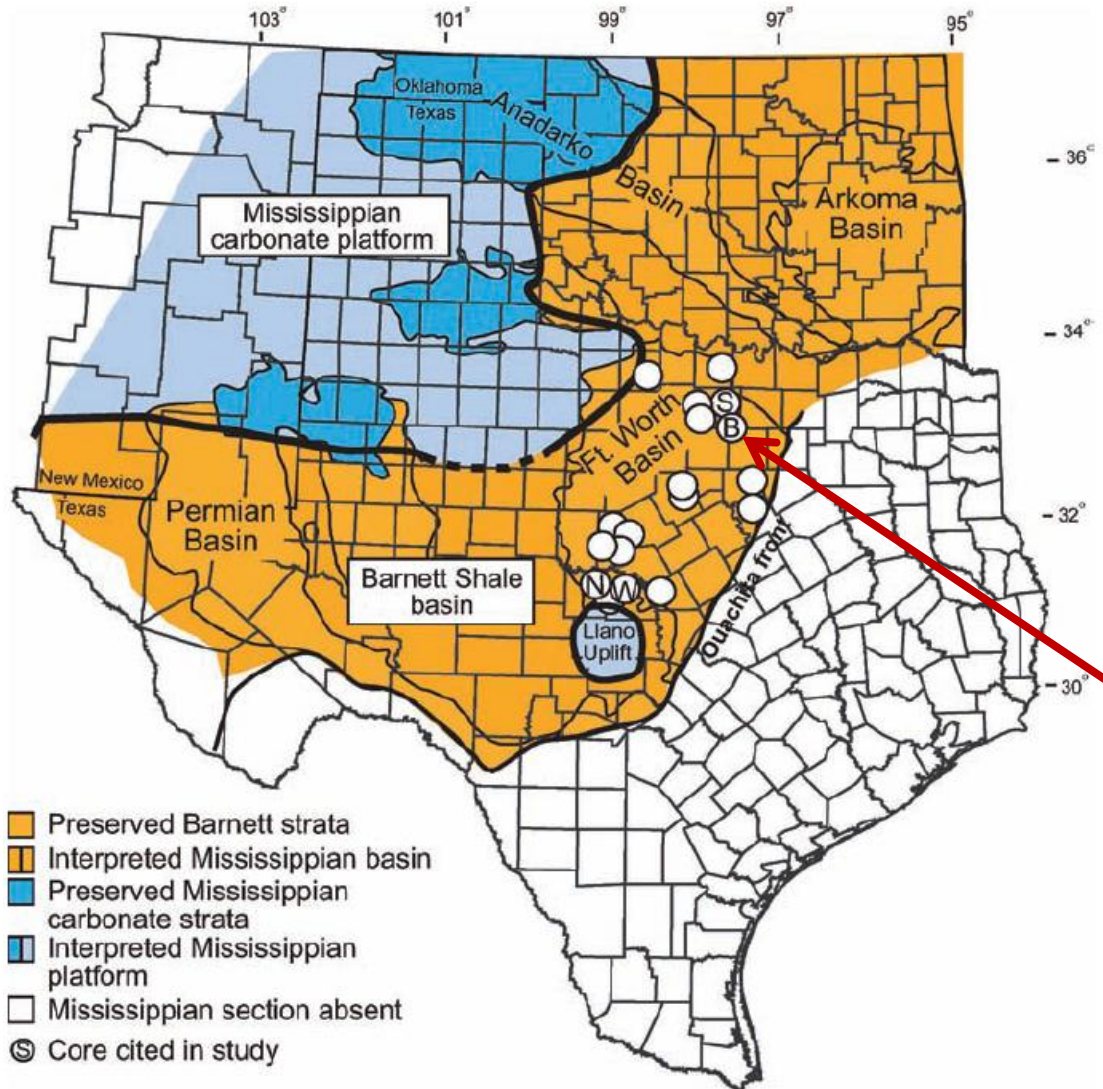 103°
101°
99°
97°
95°
Oklahoma
Texas
Anadarko
Basin
Arkoma
Basin
36°
Mississippian
carbonate platform
34°
S
B
Ft. Worth
Basin
New Mexico
Texas
Permian
Basin
32°
Barnett Shale
basin
N
W
Llano
Uplift
Ouachita front
30°
Preserved Barnett strata
Interpreted Mississippian basin
Preserved Mississippian
carbonate strata
Interpreted Mississippian
platform
Mississippian section absent
S Core cited in study